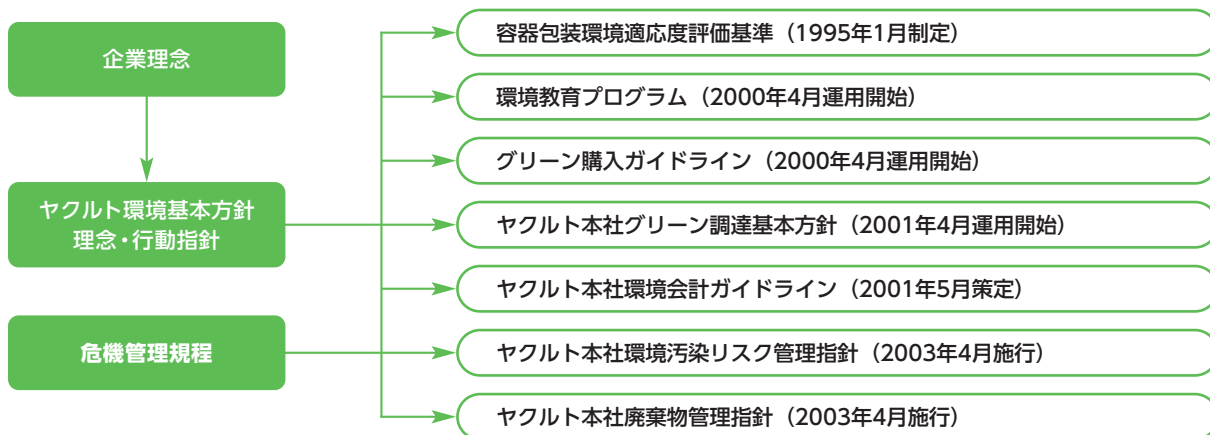 企業理念
ヤクルト環境基本方針
理念・行動指針
危機管理規程
容器包装環境適応度評価基準（1995年1月制定）
環境教育プログラム（2000年4月運用開始）
グリーン購入ガイドライン（2000年4月運用開始）
ヤクルト本社グリーン調達基本方針（2001年4月運用開始）
ヤクルト本社環境会計ガイドライン（2001年5月策定）
ヤクルト本社環境汚染リスク管理指針（2003年4月施行）
ヤクルト本社廃棄物管理指針（2003年4月施行）